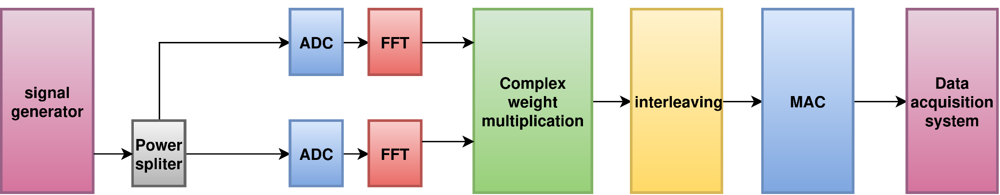 signal
generator
Power
spliter
ADC
FFT
ADC
FFT
Complex
weight
multiplication
interleaving
MAC
Data
acquisition
system